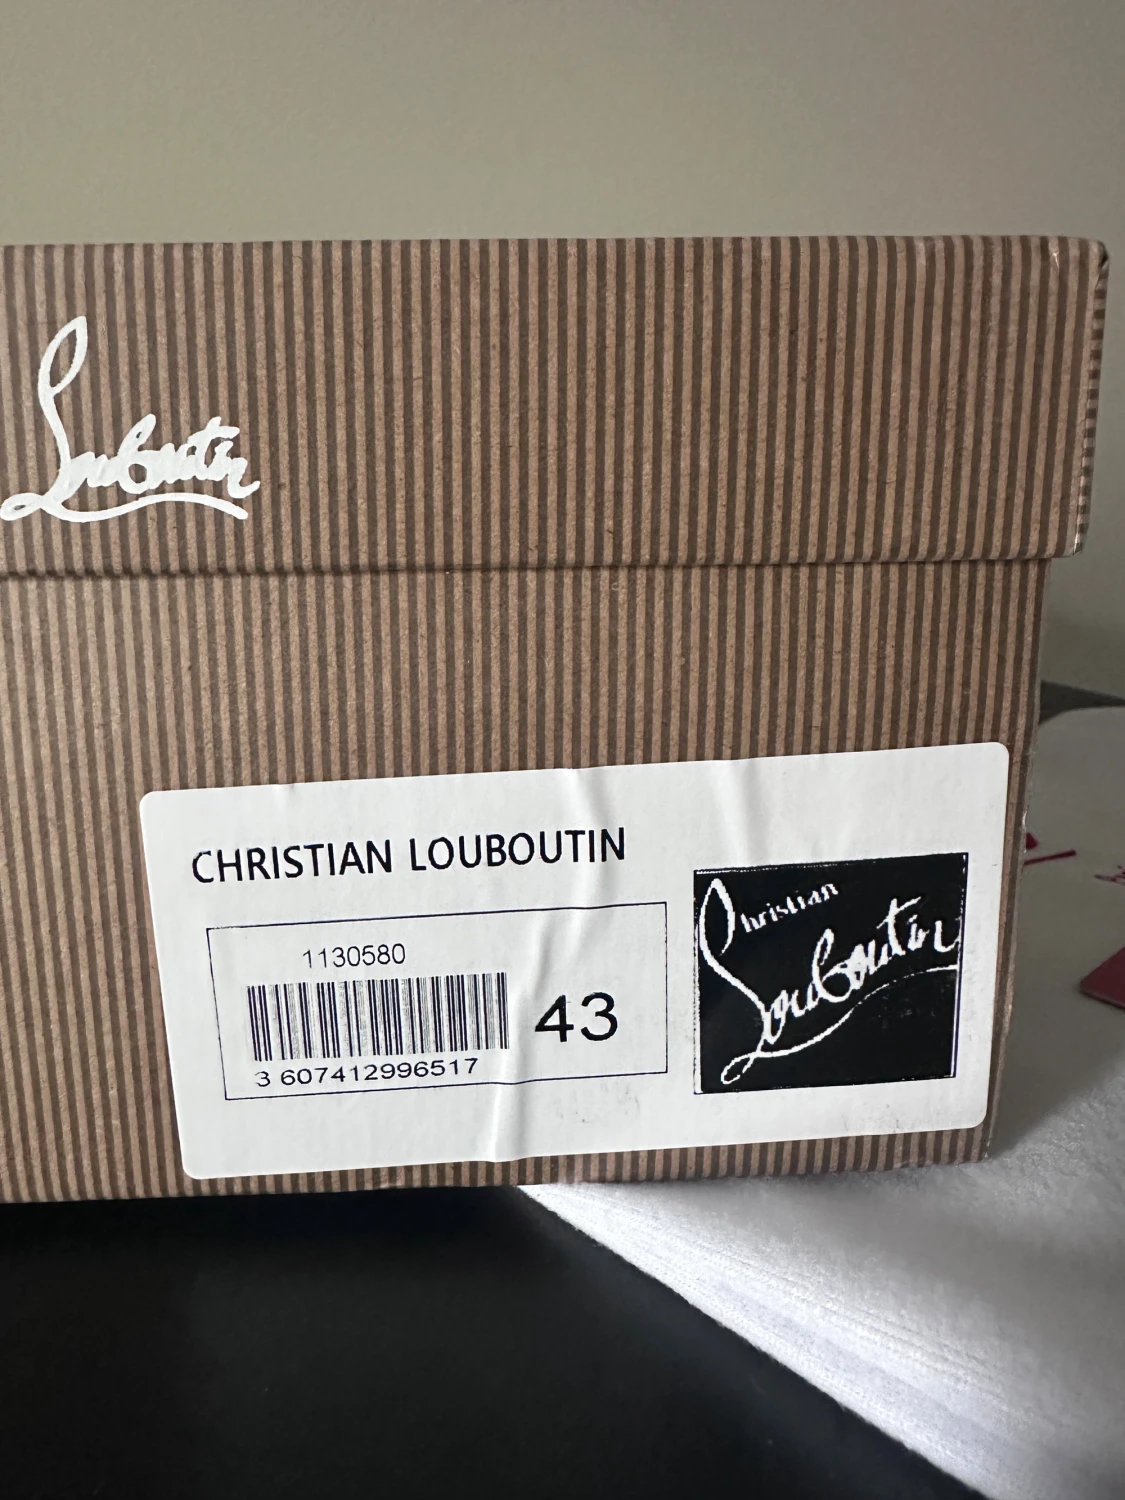 Louboutin
CHRISTIAN LOUBOUTIN
1130580
43
3 607412996517
Christian
Louboutin